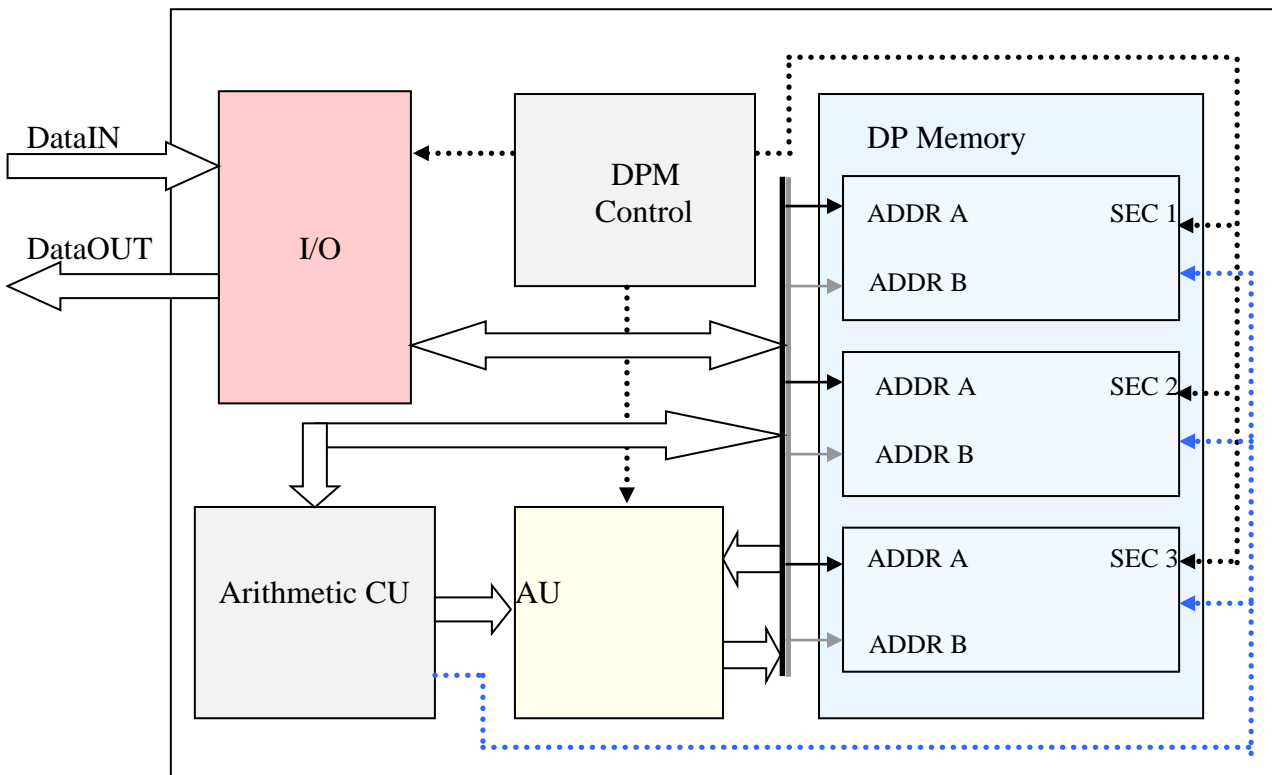 DataIN
DataOUT
I/O
DPM
Control
DP Memory
ADDR A
SEC 1
ADDR B
ADDR A
SEC 2
ADDR B
ADDR A
SEC 3
ADDR B
Arithmetic CU
AU